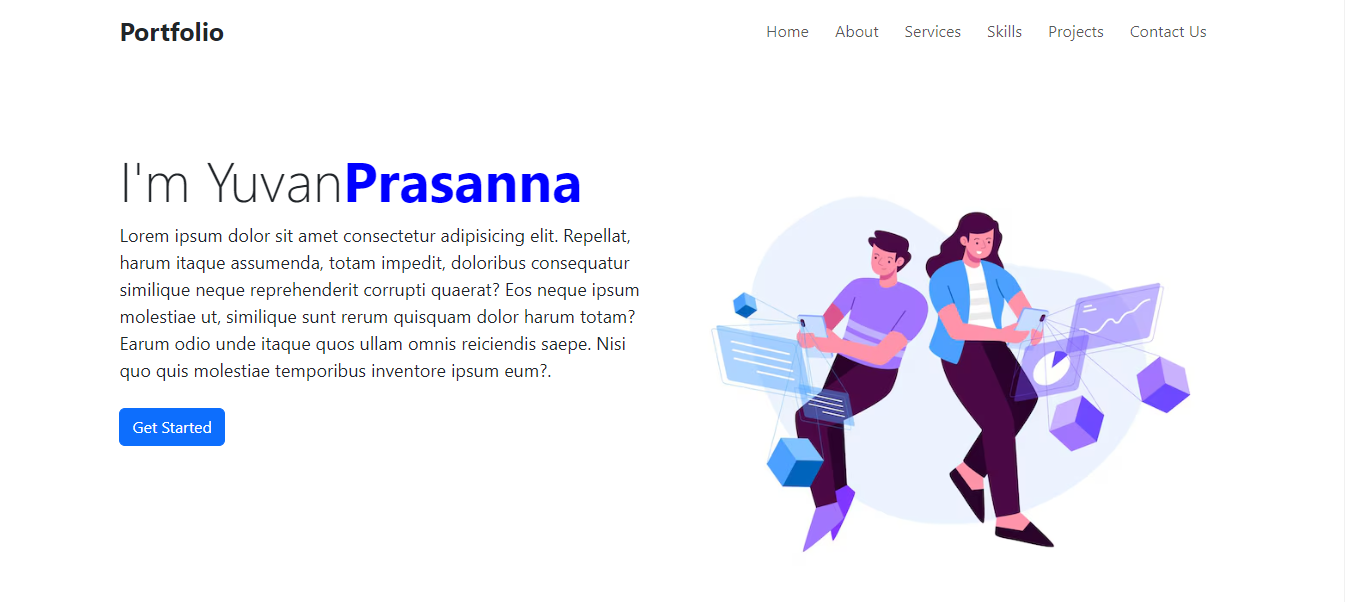 Portfolio
Home About Services Skills Projects Contact Us
I'm YuvanPrasanna
Lorem ipsum dolor sit amet consectetur adipisicing elit. Repellat,
harum itaque assumenda, totam impedit, doloribus consequatur
similique neque reprehenderit corrupti quaerat? Eos neque ipsum
molestiae ut, similique sunt rerum quisquam dolor harum totam?
Earum odio unde itaque quos ullam omnis reiciendis saepe. Nisi
quo quis molestiae temporibus inventore ipsum eum?.
Get Started